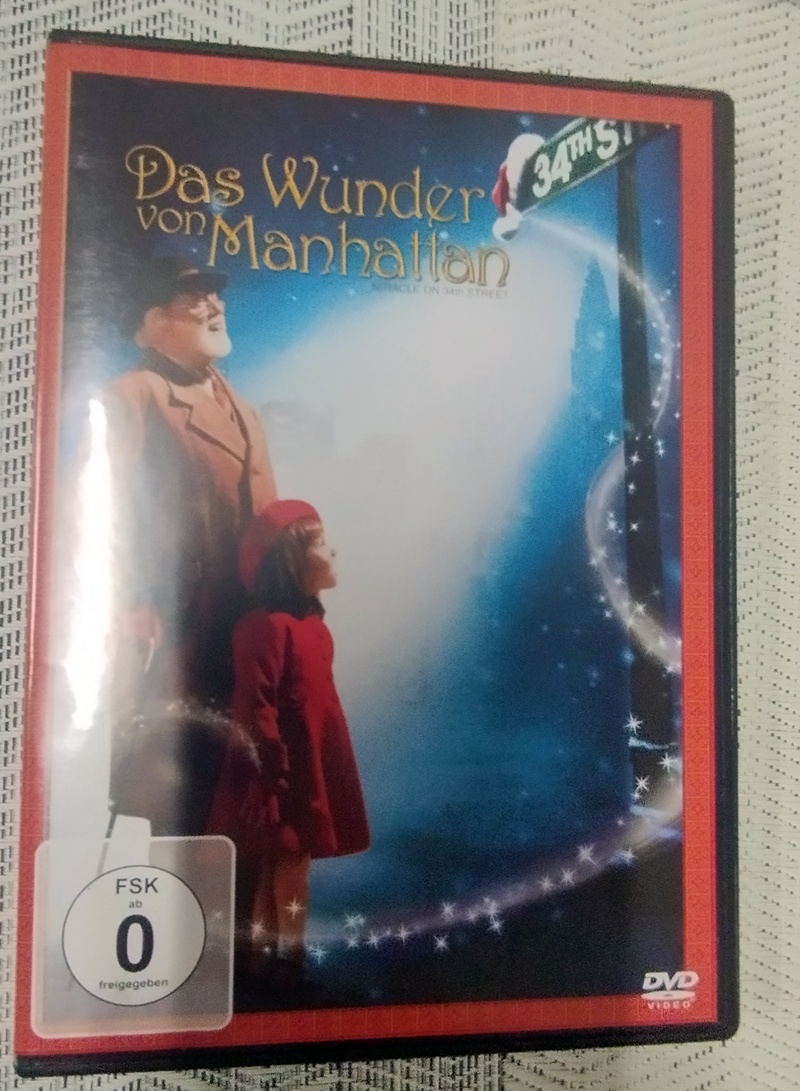 34TH ST
Das Wunder
von Manhattan
MIRACLE ON 34th STREET
FSK
ab
0
freigegeben
DVD
VIDEO